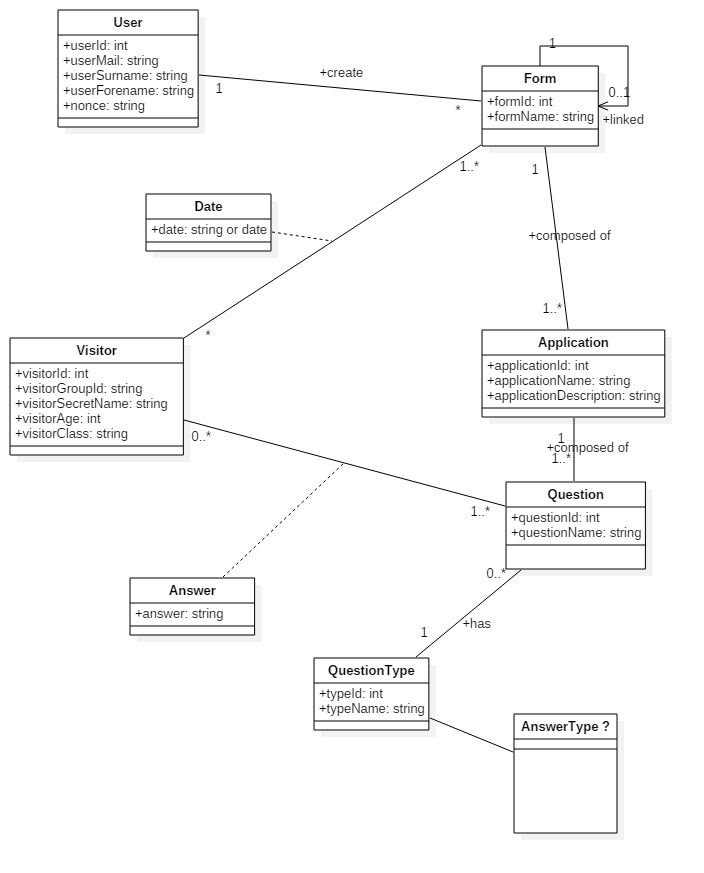 User
+userId: int
+userMail: string
+userSurname: string
+userForename: string
+nonce: string
1
+create
*
1
Form
+formId: int
+formName: string
0..1
+linked
1..*
1
Date
+date: string or date
+composed of
1..*
*
Visitor
+visitorId: int
+visitorGroupId: string
+visitorSecretName: string
+visitorAge: int
+visitorClass: string
Application
+applicationId: int
+applicationName: string
+applicationDescription: string
0..*
1
+composed of
1..*
1..*
Question
+questionId: int
+questionName: string
Answer
+answer: string
0..*
+has
1
QuestionType
+typeId: int
+typeName: string
AnswerType ?